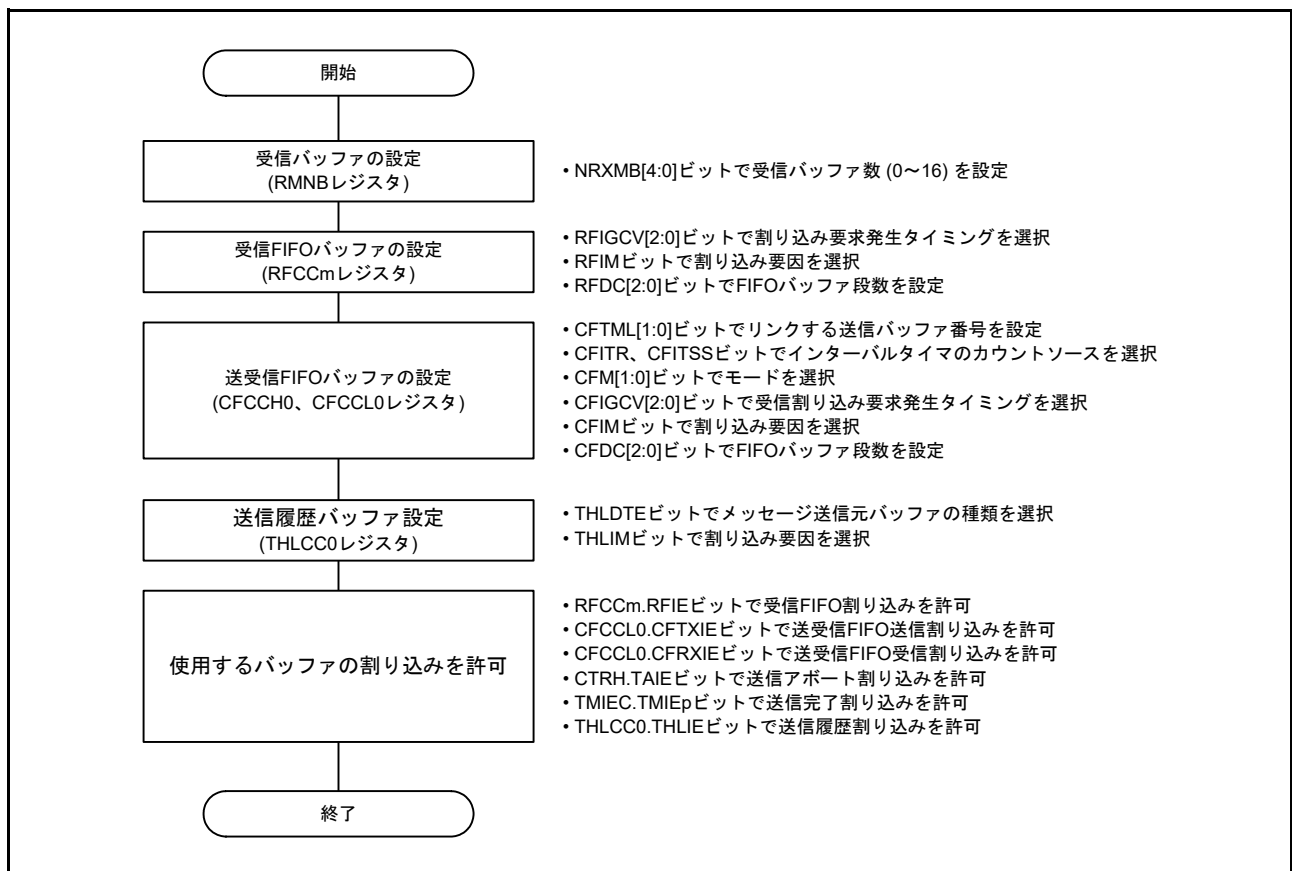 開始
受信バッファの設定
(RMNBレジスタ)
• NRXMB[4:0]ビットで受信バッファ数 (0～16) を設定
受信FIFOバッファの設定
(RFCCmレジスタ)
• RFIGCV[2:0]ビットで割り込み要求発生タイミングを選択
• RFIMビットで割り込み要因を選択
• RFDC[2:0]ビットでFIFOバッファ段数を設定
送受信FIFOバッファの設定
(CFCCH0、CFCCL0レジスタ)
• CFTML[1:0]ビットでリンクする送信バッファ番号を設定
• CFITR、CFITSSビットでインターバルタイマのカウントソースを選択
• CFM[1:0]ビットでモードを選択
• CFIGCV[2:0]ビットで受信割り込み要求発生タイミングを選択
• CFIMビットで割り込み要因を選択
• CFDC[2:0]ビットでFIFOバッファ段数を設定
送信履歴バッファ設定
(THLCC0レジスタ)
• THLDTEビットでメッセージ送信元バッファの種類を選択
• THLIMビットで割り込み要因を選択
使用するバッファの割り込みを許可
• RFCCm.RFIEビットで受信FIFO割り込みを許可
• CFCCL0.CFTXIEビットで送受信FIFO送信割り込みを許可
• CFCCL0.CFRXIEビットで送受信FIFO受信割り込みを許可
• CTRH.TAIEビットで送信アボート割り込みを許可
• TMIEC.TMIEpビットで送信完了割り込みを許可
• THLCC0.THLIEビットで送信履歴割り込みを許可
終了